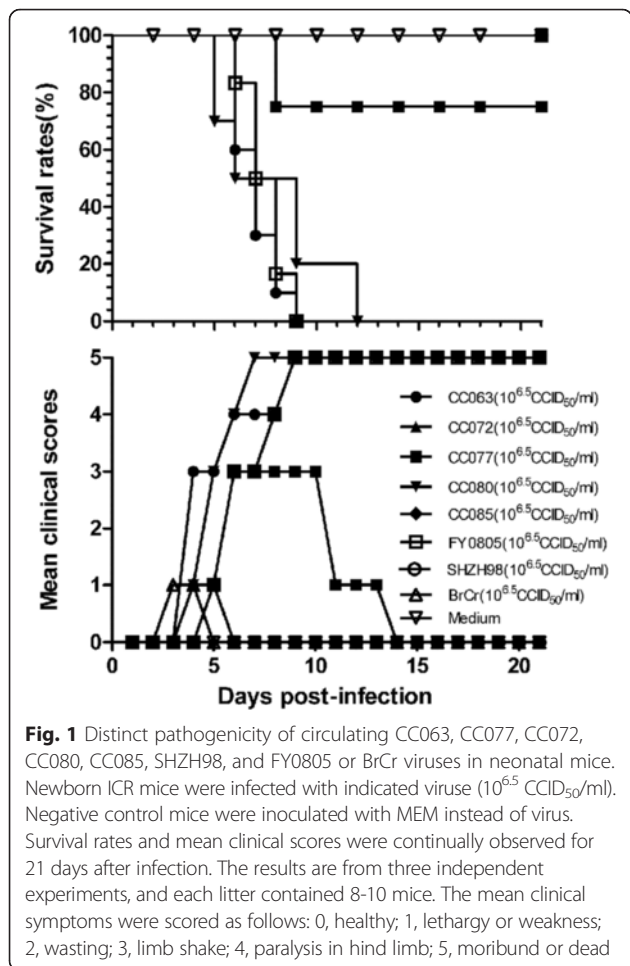 100
80
60
40
20
0
Survival rates(%)
5
4
3
2
1
0
Mean clinical scores
CC063(10^6.5CCID50/ml)
CC072(10^6.5CCID50/ml)
CC077(10^6.5CCID50/ml)
CC080(10^6.5CCID50/ml)
CC085(10^6.5CCID50/ml)
FY0805(10^6.5CCID50/ml)
SHZH98(10^6.5CCID50/ml)
BrCr(10^6.5CCID50/ml)
Medium
0 5 10 15 20
Days post-infection
Fig. 1 Distinct pathogenicity of circulating CC063, CC077, CC072,
CC080, CC085, SHZH98, and FY0805 or BrCr viruses in neonatal mice.
Newborn ICR mice were infected with indicated viruse (10^6.5 CCID50/ml).
Negative control mice were inoculated with MEM instead of virus.
Survival rates and mean clinical scores were continually observed for
21 days after infection. The results are from three independent
experiments, and each litter contained 8-10 mice. The mean clinical
symptoms were scored as follows: 0, healthy; 1, lethargy or weakness;
2, wasting; 3, limb shake; 4, paralysis in hind limb; 5, moribund or dead